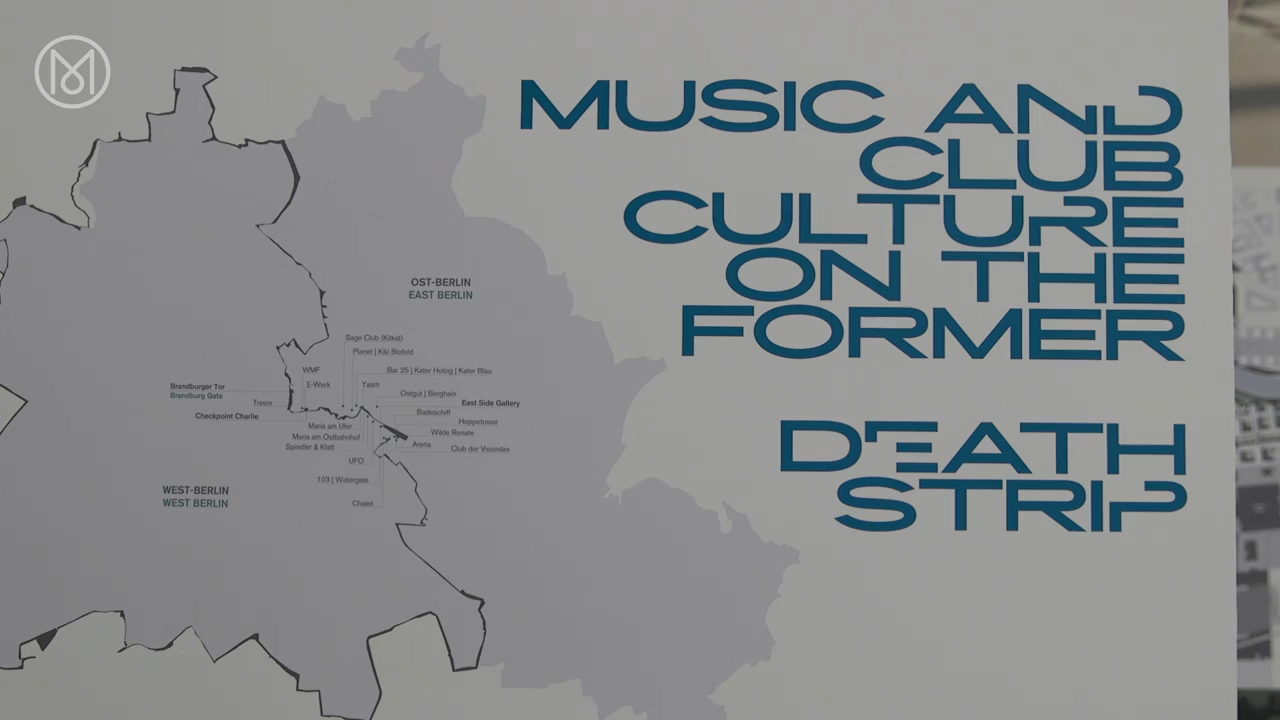 MUSIC AND
CLUB
CULTURE
ON THE
FORMER
DEATH
STRIP
OST-BERLIN
EAST BERLIN
Sage Club (Kitkat)
Planet | Kiki Blofeld
WMF
Bar 25 | Kater Holzig | Kater Blau
E-Werk
Yaam
Brandburger Tor
Brandburg Gate
Ostgut | Berghain
Tresor
East Side Gallery
Checkpoint Charlie
Badeschiff
Hoppetosse
Maria am Ufer
Wilde Renate
Maria am Ostbahnhof
Arena
Spindler & Klatt
Club der Visionäre
UFO
103 | Watergate
WEST-BERLIN
WEST BERLIN
Chalet